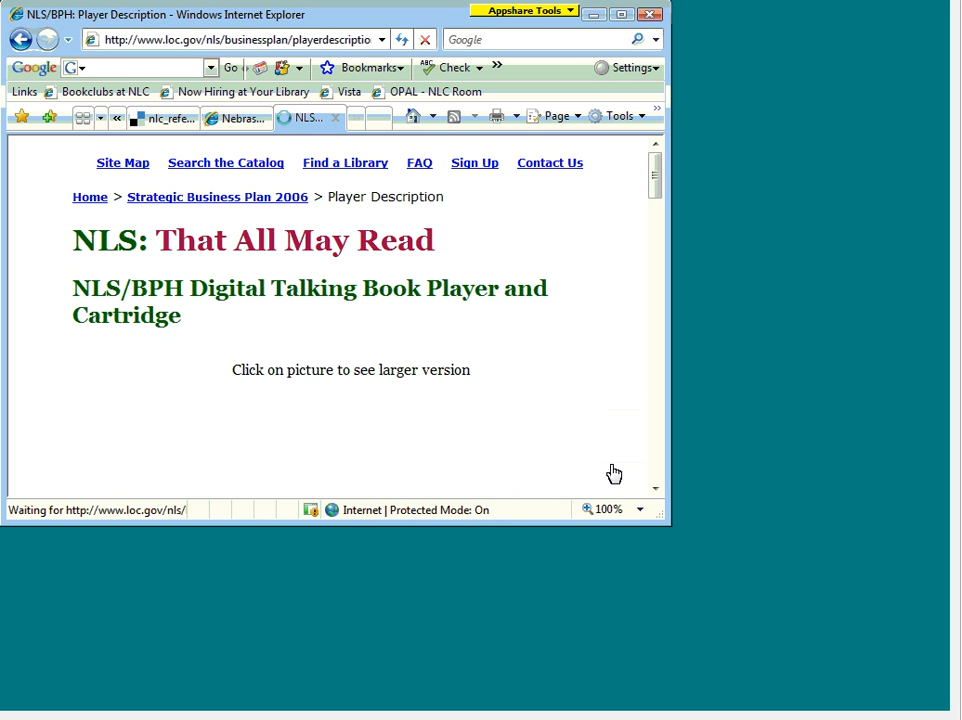 NLS/BPH: Player Description - Windows Internet Explorer
Appshare Tools
http://www.loc.gov/nls/businessplan/playerdescriptio
Google
Google
G
Go
Bookmarks
ABC
Check
»
Settings
Links
Bookclubs at NLC
Now Hiring at Your Library
Vista
OPAL - NLC Room
nlc_refe...
Nebras...
NLS...
Page
Tools
»
Site Map
Search the Catalog
Find a Library
FAQ
Sign Up
Contact Us
Home > Strategic Business Plan 2006 > Player Description
NLS: That All May Read
NLS/BPH Digital Talking Book Player and
Cartridge
Click on picture to see larger version
Waiting for http://www.loc.gov/nls/
Internet | Protected Mode: On
100%